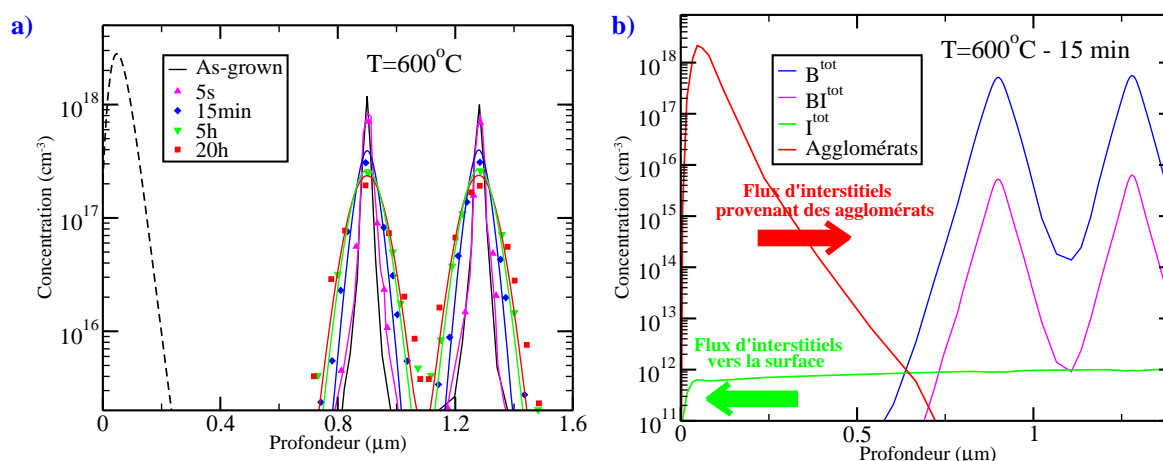 a)
T=600°C
As-grown
5s
15min
5h
20h
10^18
10^17
10^16
Concentration (cm^-3)
0
0.4
0.8
1.2
1.6
Profondeur (μm)
b)
T=600°C - 15 min
B^tot
BI^tot
I^tot
Agglomérats
Flux d'interstitiels
provenant des agglomérats
Flux d'interstitiels
vers la surface
10^18
10^17
10^16
10^15
10^14
10^13
10^12
10^11
Concentration (cm^-3)
0
0.5
1
Profondeur (μm)